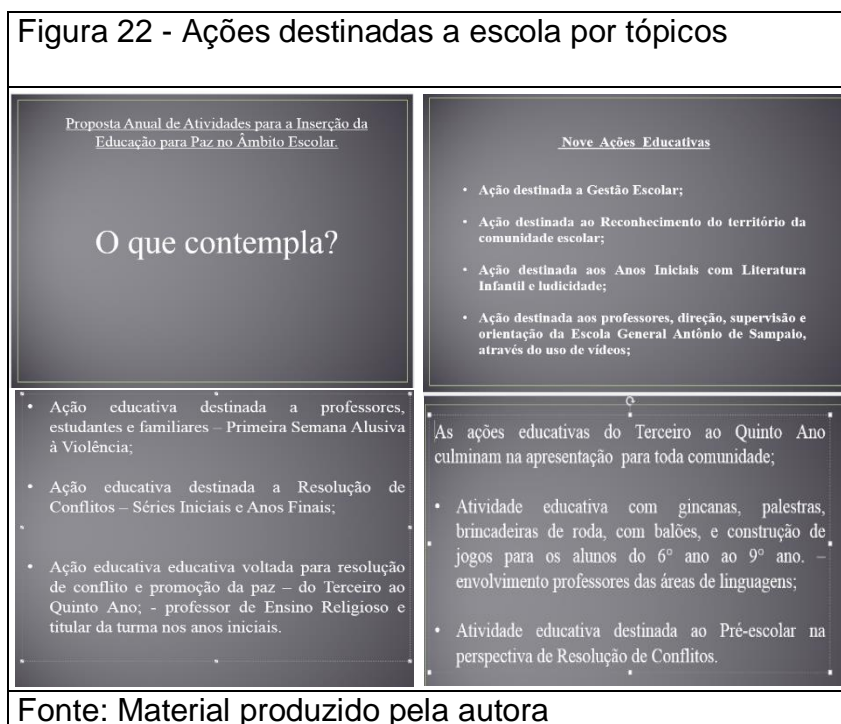 Figura 22 - Ações destinadas a escola por tópicos
Proposta Anual de Atividades para a Inserção da
Educação para Paz no Âmbito Escolar.
O que contempla?
Nove Ações Educativas
• Ação destinada a Gestão Escolar;
• Ação destinada ao Reconhecimento do território da
comunidade escolar;
• Ação destinada aos Anos Iniciais com Literatura
Infantil e ludicidade;
• Ação destinada aos professores, direção, supervisão e
orientação da Escola General Antônio de Sampaio,
através do uso de vídeos;
• Ação educativa destinada a professores,
estudantes e familiares – Primeira Semana Alusiva
à Violência;
• Ação educativa destinada a Resolução de
Conflitos – Séries Iniciais e Anos Finais;
• Ação educativa educativa voltada para resolução
de conflito e promoção da paz – do Terceiro ao
Quinto Ano; - professor de Ensino Religioso e
titular da turma nos anos iniciais.
As ações educativas do Terceiro ao Quinto Ano
culminam na apresentação para toda comunidade;
• Atividade educativa com gincanas, palestras,
brincadeiras de roda, com balões, e construção de
jogos para os alunos do 6° ano ao 9° ano. –
envolvimento professores das áreas de linguagens;
• Atividade educativa destinada ao Pré-escolar na
perspectiva de Resolução de Conflitos.
Fonte: Material produzido pela autora